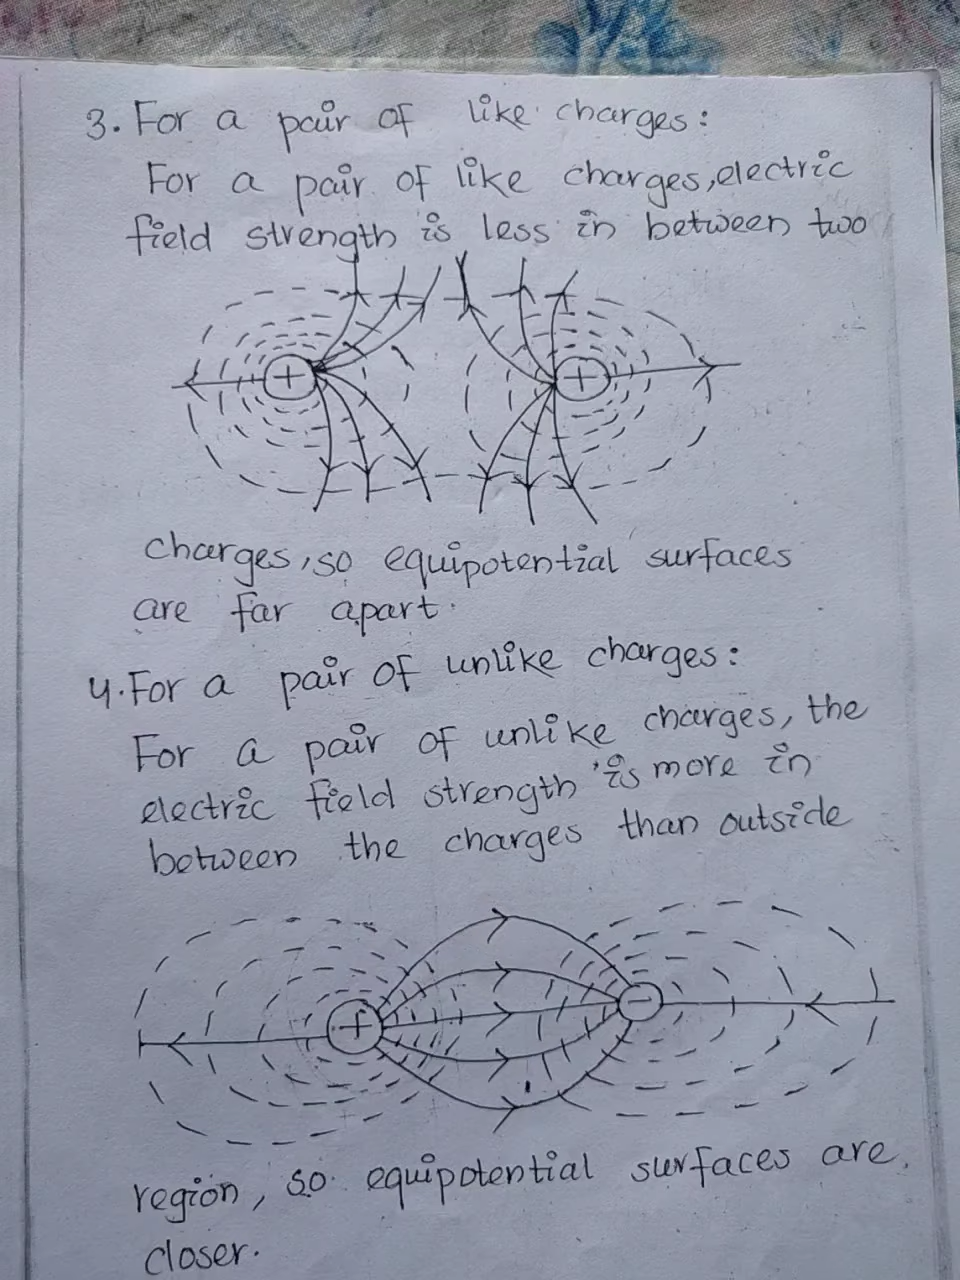 3. For a pair of like charges:
For a pair of like charges, electric
field strength is less in between two
+
+
charges, so equipotential surfaces
are far apart.
4. For a pair of unlike charges:
For a pair of unlike charges, the
electric field strength is more in
between the charges than outside
+
-
region, so equipotential surfaces are
closer.